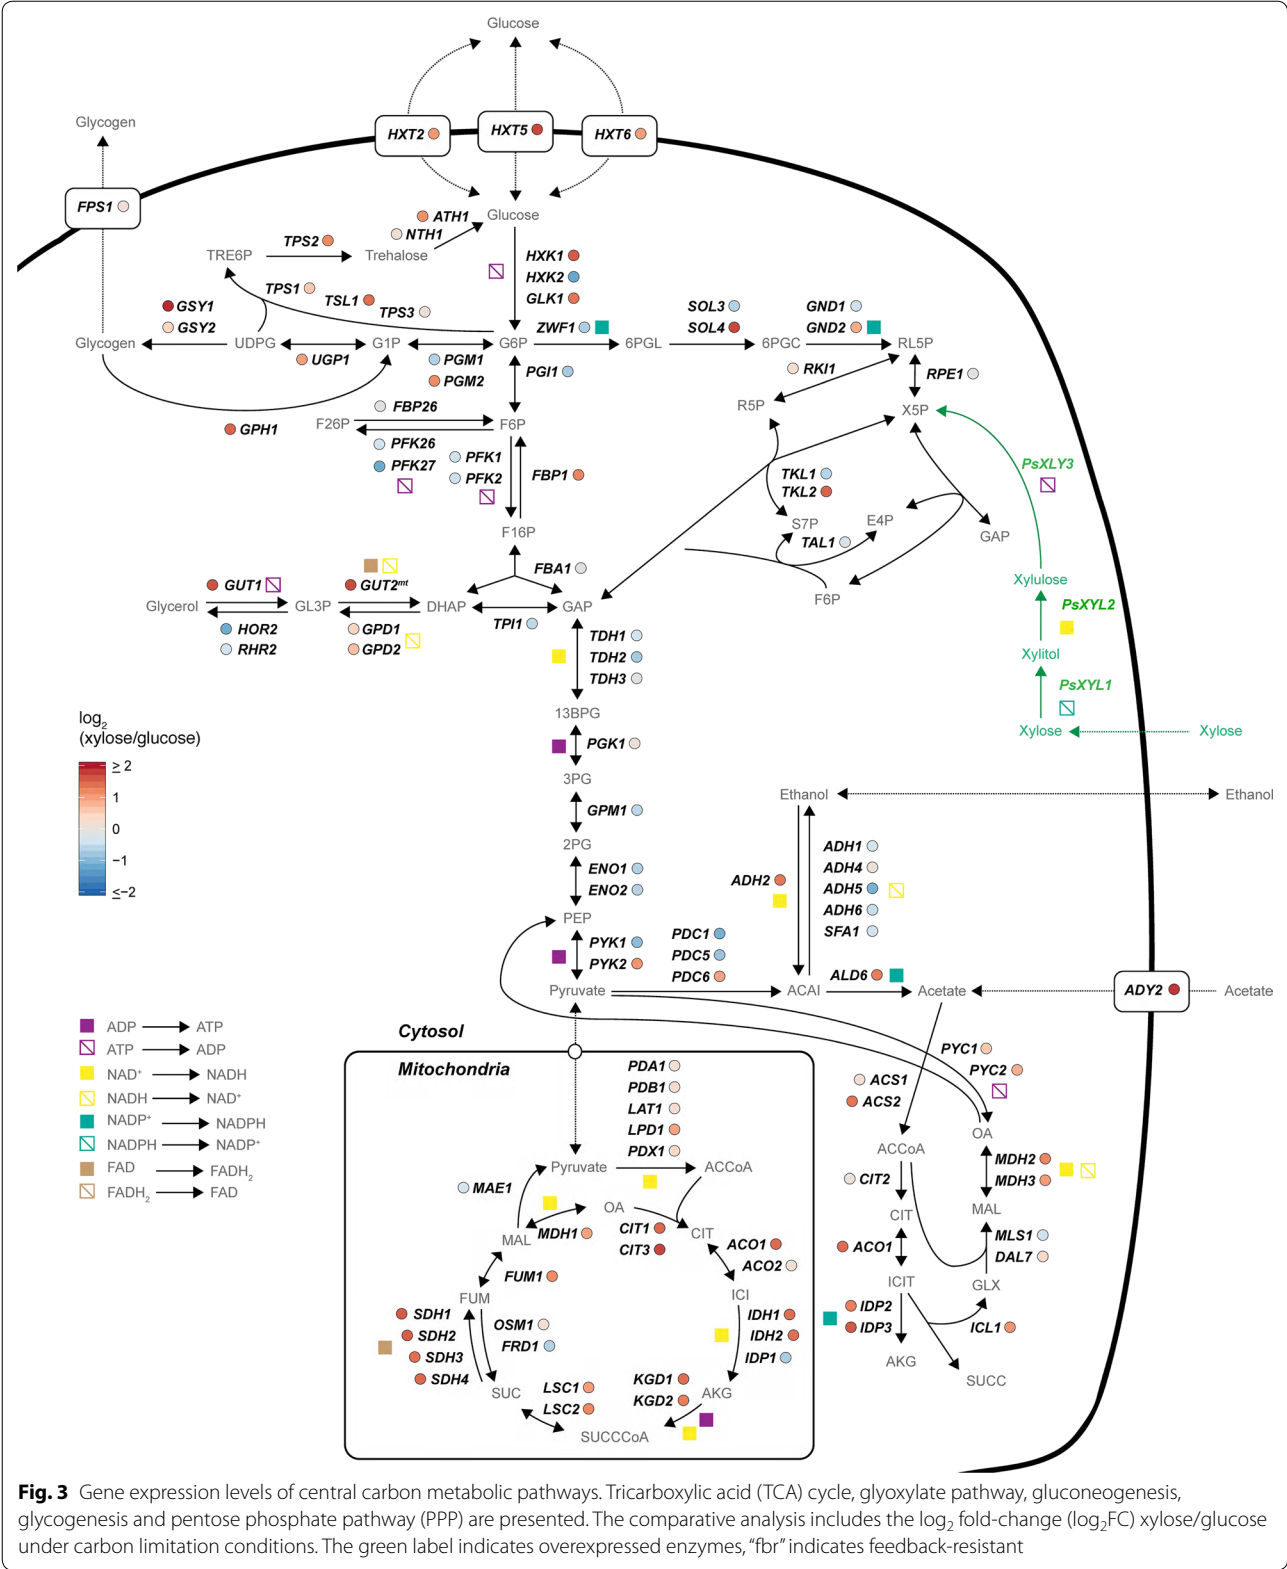 Glucose
Glycogen
HXT2
HXT5
HXT6
FPS1
Glucose
ATH1
NTH1
TPS2
TRE6P
Trehalose
HXK1
HXK2
GLK1
TPS1
TSL1
TPS3
GSY1
GSY2
SOL3
SOL4
GND1
GND2
ZWF1
Glycogen
UDPG
G1P
G6P
6PGL
6PGC
RL5P
UGP1
PGM1
PGM2
PGI1
RKI1
RPE1
R5P
X5P
FBP26
F26P
F6P
GPH1
PFK26
PFK27
PFK1
PFK2
FBP1
TKL1
TKL2
PsXLY3
S7P
E4P
GAP
TAL1
F16P
FBA1
F6P
Xylulose
GUT1
GUT2mt
Glycerol
GL3P
DHAP
GAP
PsXYL2
HOR2
RHR2
GPD1
GPD2
TPI1
TDH1
TDH2
TDH3
Xylitol
PsXYL1
13BPG
Xylose
Xylose
log2
(xylose/glucose)
≥ 2
1
0
−1
≤−2
PGK1
3PG
GPM1
2PG
ENO1
ENO2
PEP
PYK1
PYK2
Pyruvate
Ethanol
Ethanol
ADH2
ADH1
ADH4
ADH5
ADH6
SFA1
PDC1
PDC5
PDC6
ALD6
ACAl
Acetate
ADY2
Acetate
ADP ATP
ATP ADP
NAD+ NADH
NADH NAD+
NADP+ NADPH
NADPH NADP+
FAD FADH2
FADH2 FAD
Cytosol
Mitochondria
PDA1
PDB1
LAT1
LPD1
PDX1
Pyruvate
ACCoA
MAE1
OA
MAL
MDH1
CIT1
CIT3
CIT
ACO1
ACO2
FUM1
FUM
ICI
SDH1
SDH2
SDH3
SDH4
OSM1
FRD1
IDH1
IDH2
IDP1
SUC
LSC1
LSC2
KGD1
KGD2
AKG
SUCCCoA
PYC1
PYC2
ACS1
ACS2
OA
ACCoA
MDH2
MDH3
CIT2
CIT
MAL
ACO1
MLS1
DAL7
ICIT
GLX
IDP2
IDP3
ICL1
AKG
SUCC
Fig. 3 Gene expression levels of central carbon metabolic pathways. Tricarboxylic acid (TCA) cycle, glyoxylate pathway, gluconeogenesis,
glycogenesis and pentose phosphate pathway (PPP) are presented. The comparative analysis includes the log2 fold-change (log2FC) xylose/glucose
under carbon limitation conditions. The green label indicates overexpressed enzymes, “fbr” indicates feedback-resistant